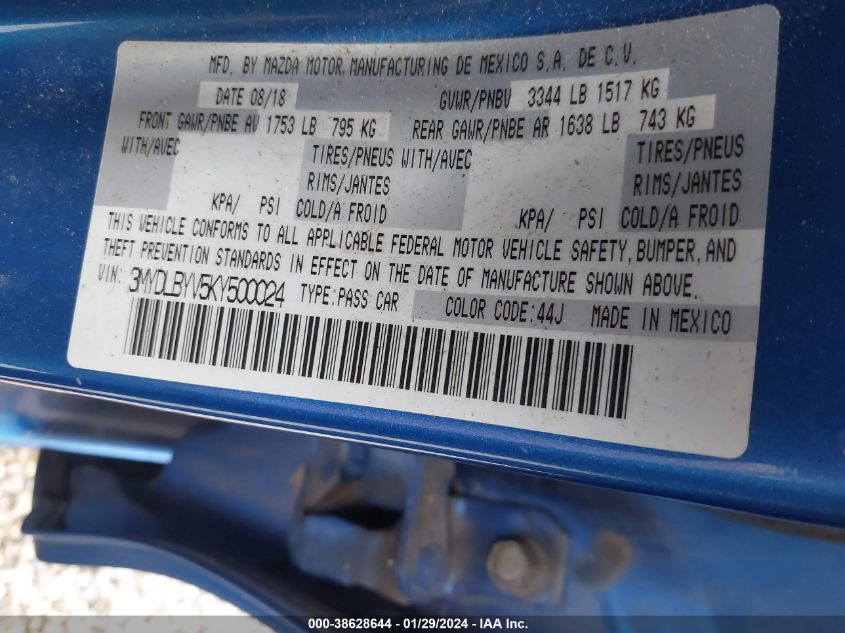 MFD. BY MAZDA MOTOR MANUFACTURING DE MEXICO S.A. DE C.V.
DATE 08/18 GVWR/PNBV 3344 LB 1517 KG
FRONT GAWR/PNBE AV 1753 LB 795 KG REAR GAWR/PNBE AR 1638 LB 743 KG
WITH/AVEC TIRES/PNEUS WITH/AVEC TIRES/PNEUS
RIMS/JANTES RIMS/JANTES
KPA/ PSI COLD/A FROID KPA/ PSI COLD/A FROID
THIS VEHICLE CONFORMS TO ALL APPLICABLE FEDERAL MOTOR VEHICLE SAFETY, BUMPER, AND
THEFT PREVENTION STANDARDS IN EFFECT ON THE DATE OF MANUFACTURE SHOWN ABOVE.
VIN: 3MYDLBYV5KY500024 TYPE:PASS CAR COLOR CODE:44J MADE IN MEXICO
000-38628644 - 01/29/2024 - IAA Inc.